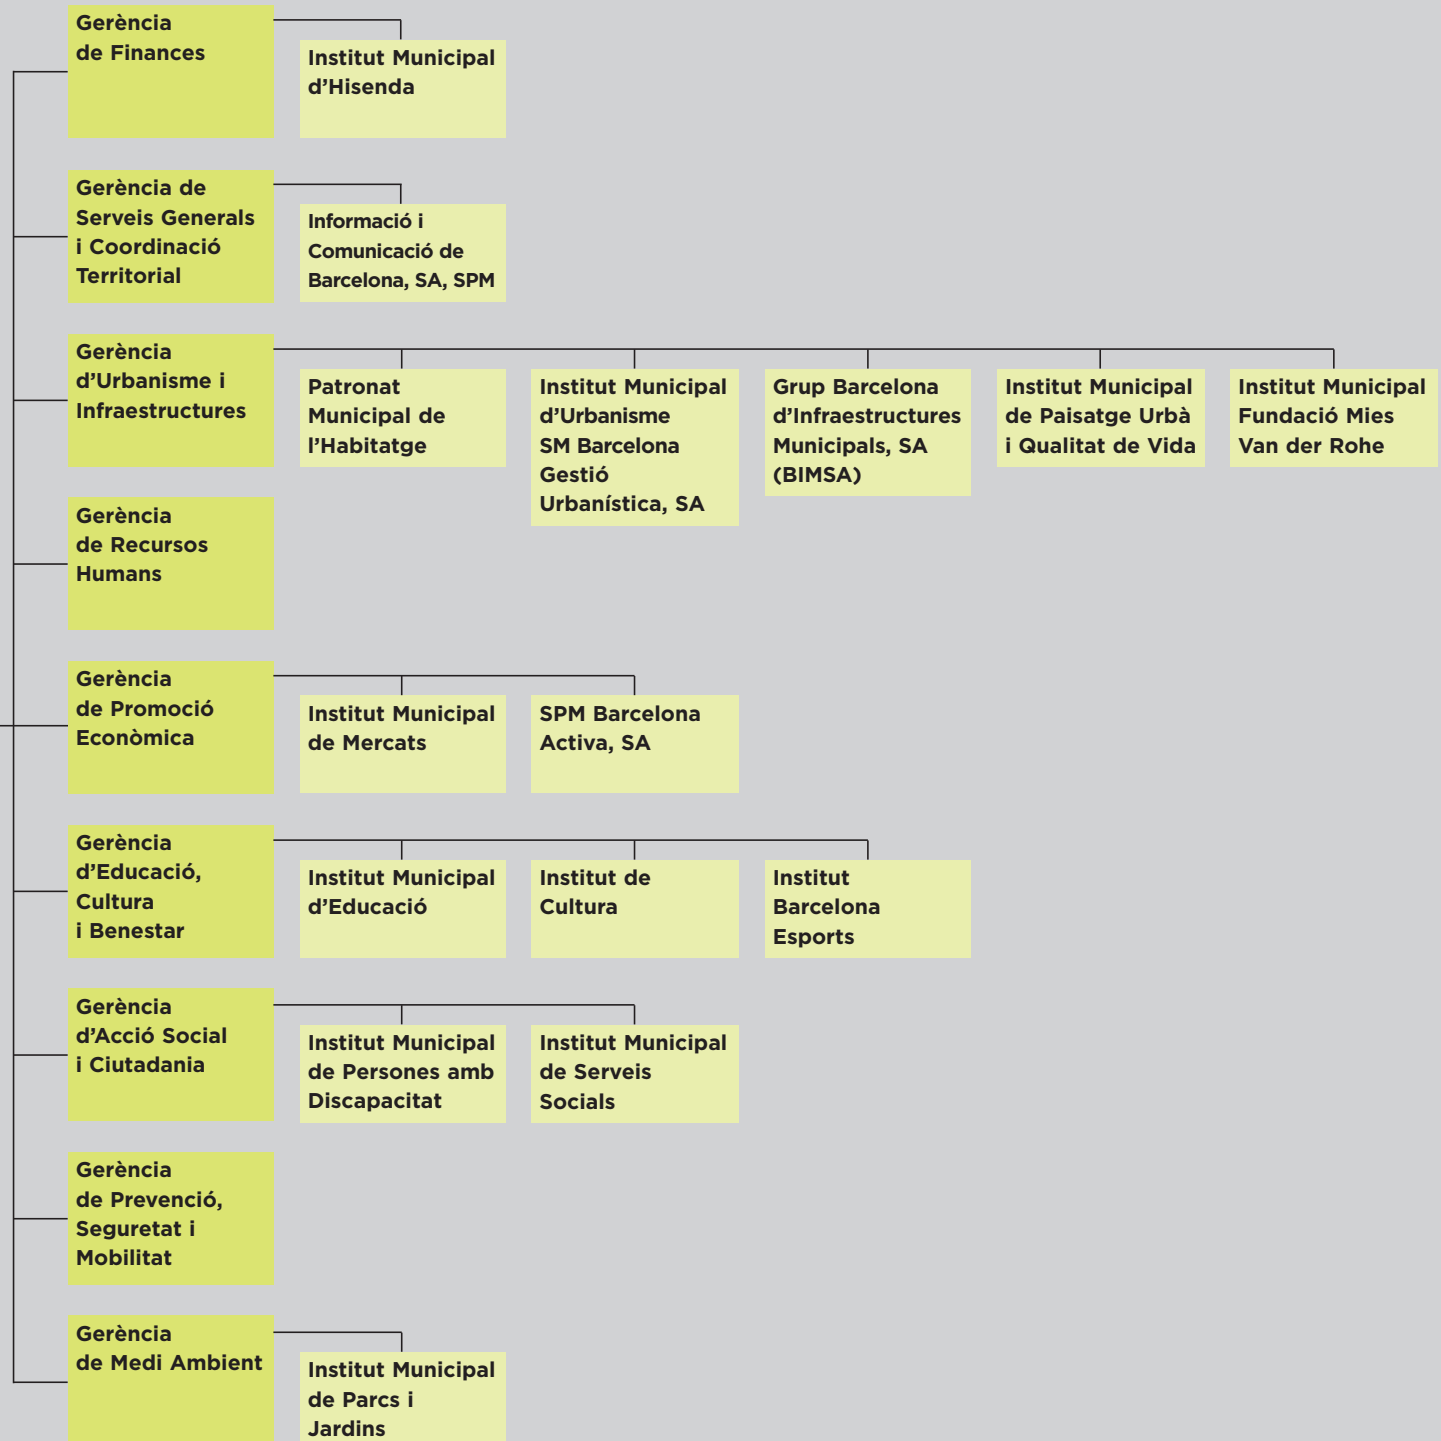 Gerència
de Finances
Institut Municipal
d’Hisenda
Gerència de
Serveis Generals
i Coordinació
Territorial
Informació i
Comunicació de
Barcelona, SA, SPM
Gerència
d’Urbanisme i
Infraestructures
Patronat
Municipal de
l’Habitatge
Institut Municipal
d’Urbanisme
SM Barcelona
Gestió
Urbanística, SA
Grup Barcelona
d’Infraestructures
Municipals, SA
(BIMSA)
Institut Municipal
de Paisatge Urbà
i Qualitat de Vida
Institut Municipal
Fundació Mies
Van der Rohe
Gerència
de Recursos
Humans
Gerència
de Promoció
Econòmica
Institut Municipal
de Mercats
SPM Barcelona
Activa, SA
Gerència
d’Educació,
Cultura
i Benestar
Institut Municipal
d’Educació
Institut de
Cultura
Institut
Barcelona
Esports
Gerència
d’Acció Social
i Ciutadania
Institut Municipal
de Persones amb
Discapacitat
Institut Municipal
de Serveis
Socials
Gerència
de Prevenció,
Seguretat i
Mobilitat
Gerència
de Medi Ambient
Institut Municipal
de Parcs i
Jardins